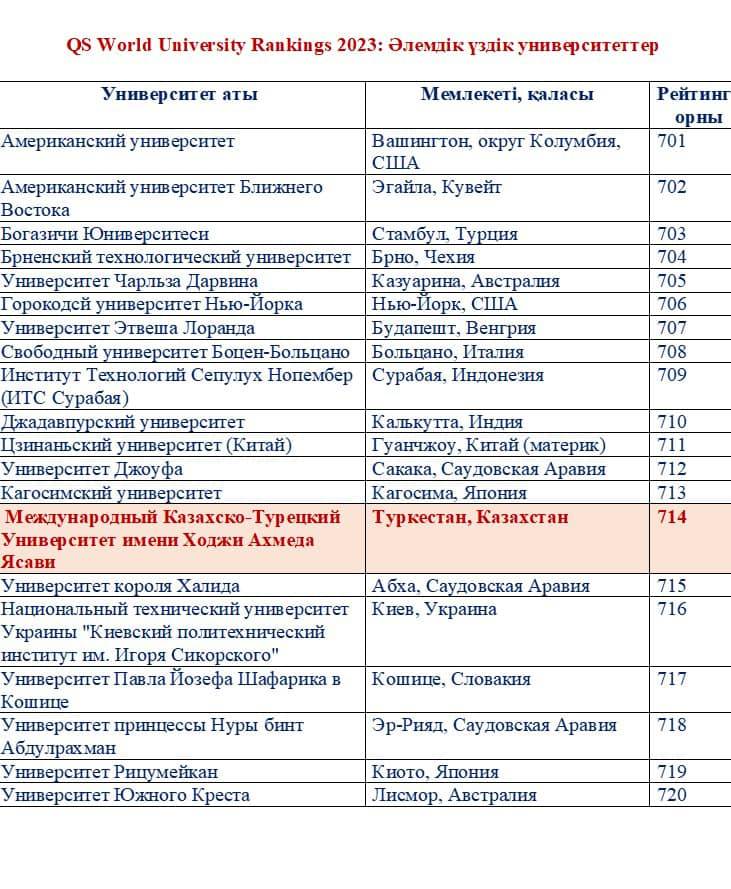 QS World University Rankings 2023: Әлемдік үздік университеттер
Университет аты Мемлекеті, қаласы Рейтинг
орны
Американский университет Вашингтон, округ Колумбия, 701
США
Американский университет Ближнего Эгайла, Кувейт 702
Востока
Богазичи Юниверситеси Стамбул, Турция 703
Брненский технологический университет Брно, Чехия 704
Университет Чарльза Дарвина Казуарина, Австралия 705
Горокодсй университет Нью-Йорка Нью-Йорк, США 706
Университет Этвеша Лоранда Будапешт, Венгрия 707
Свободный университет Боцен-Больцано Больцано, Италия 708
Институт Технологий Сепулух Нопембер Сурабая, Индонезия 709
(ИТС Сурабая)
Джадавпурский университет Калькутта, Индия 710
Цзинаньский университет (Китай) Гуанчжоу, Китай (материк) 711
Университет Джоуфа Сакака, Саудовская Аравия 712
Кагосимский университет Кагосима, Япония 713
Международный Казахско-Турецкий Туркестан, Казахстан 714
Университет имени Ходжи Ахмеда
Ясави
Университет короля Халида Абха, Саудовская Аравия 715
Национальный технический университет Киев, Украина 716
Украины "Киевский политехнический
институт им. Игоря Сикорского"
Университет Павла Йозефа Шафарика в Кошице, Словакия 717
Кошице
Университет принцессы Нуры бинт Эр-Рияд, Саудовская Аравия 718
Абдулрахман
Университет Рицумейкан Киото, Япония 719
Университет Южного Креста Лисмор, Австралия 720